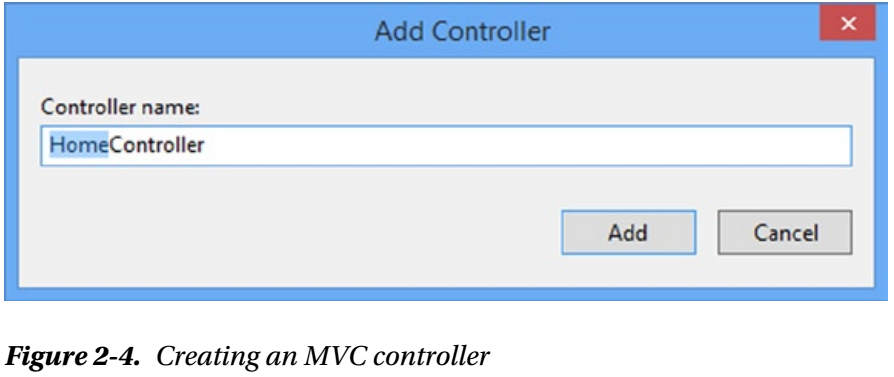 Add Controller
Controller name:
HomeController
Add Cancel
Figure 2-4. Creating an MVC controller